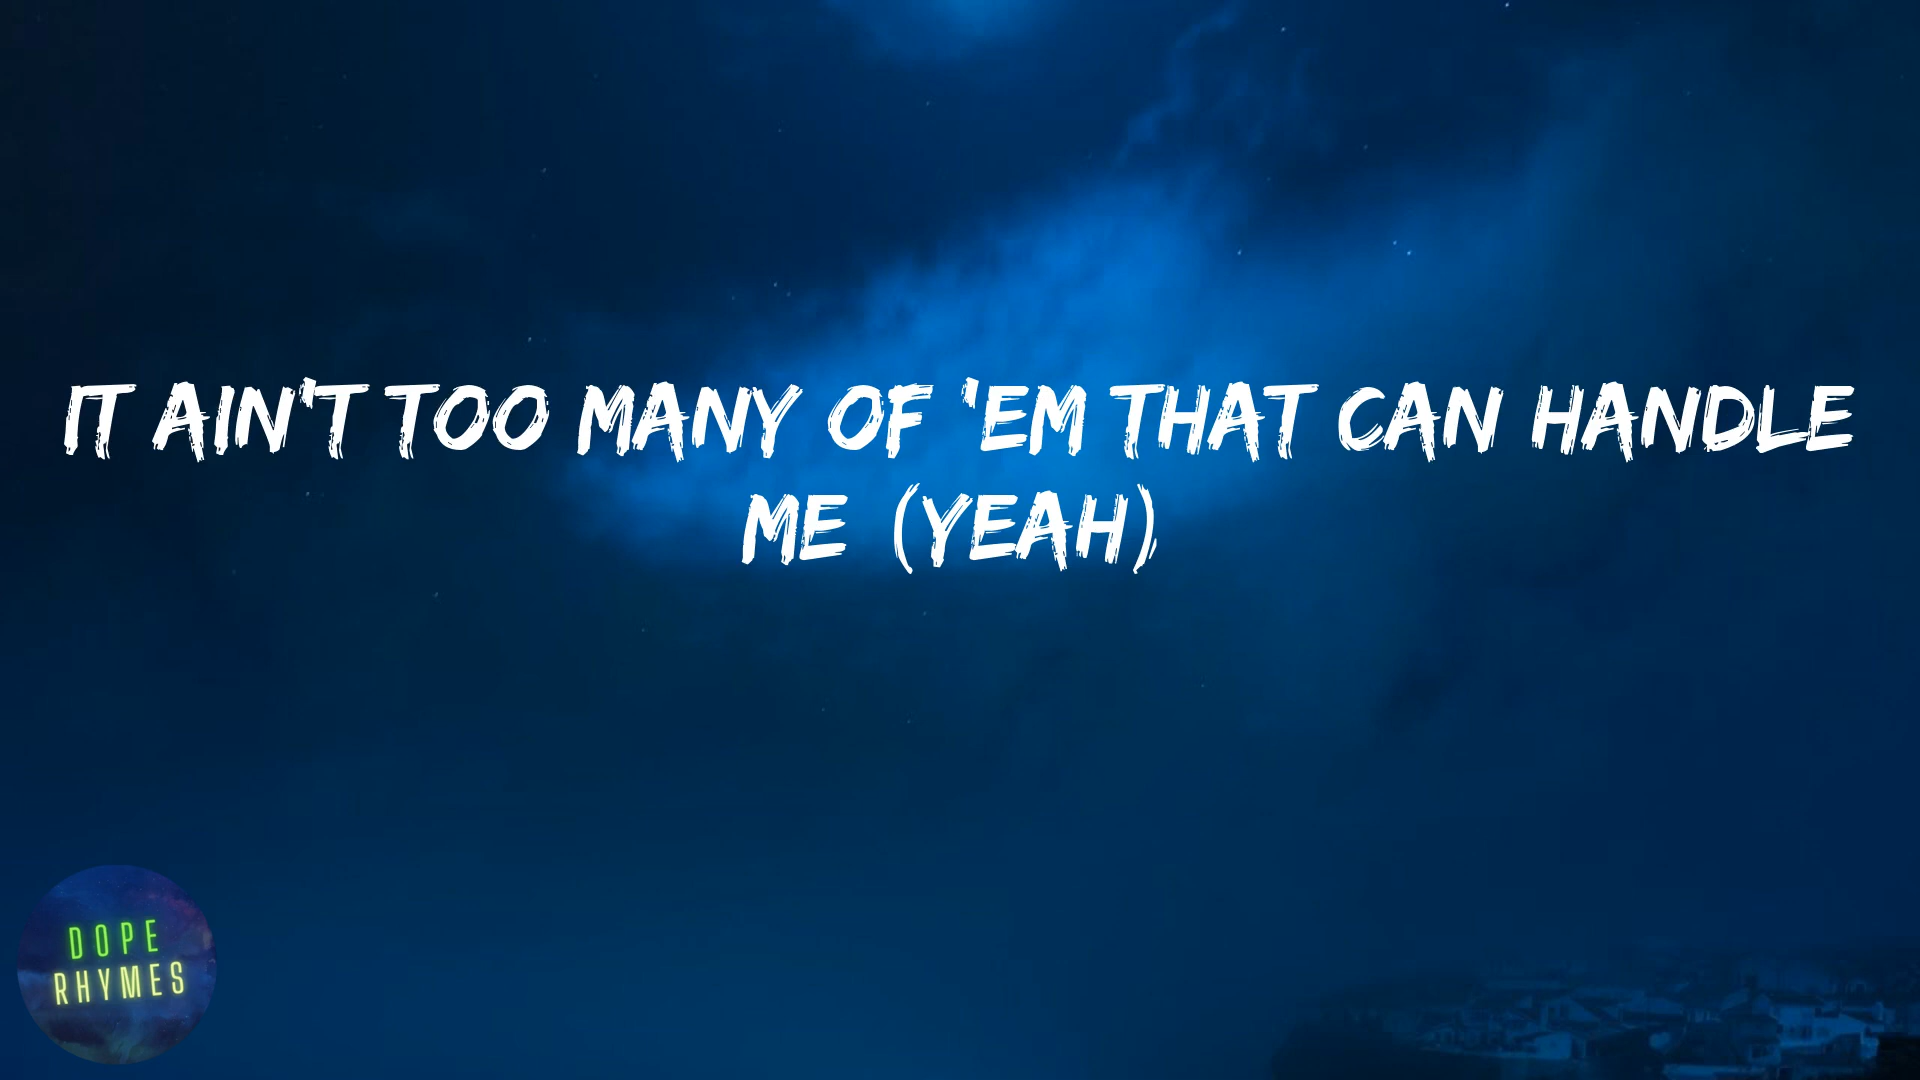 IT AIN'T TOO MANY OF 'EM THAT CAN HANDLE
ME (YEAH)
DOPE
RHYMES